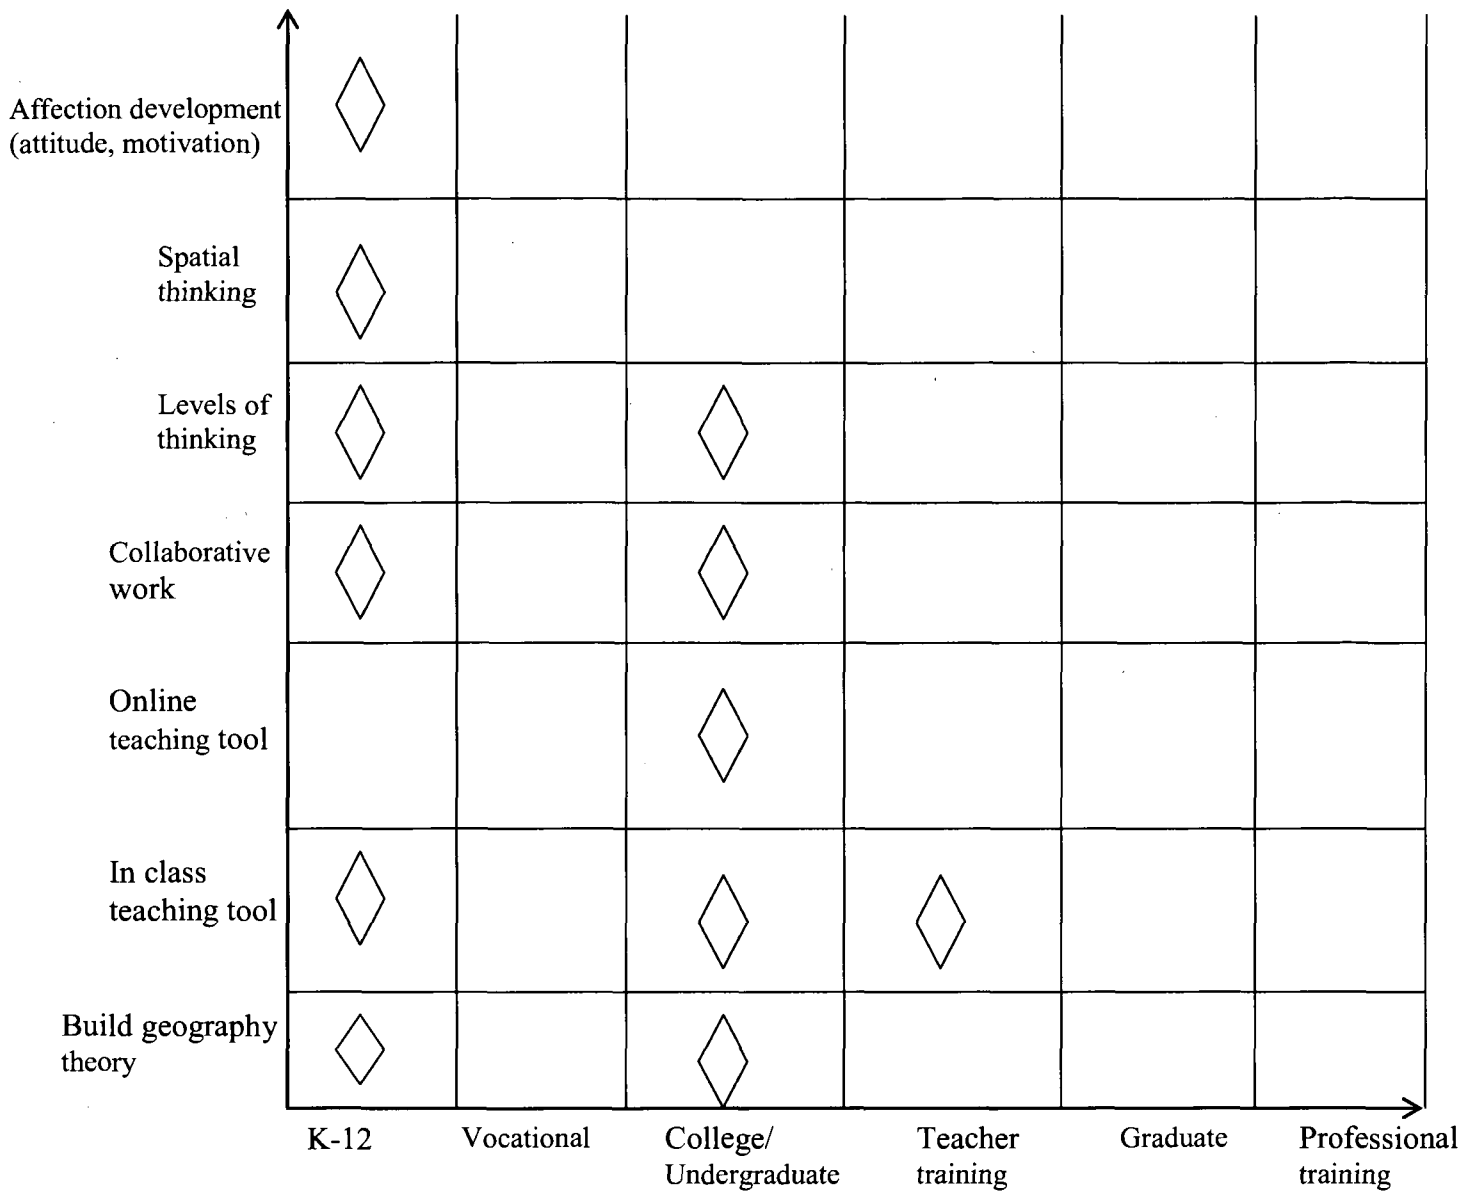 Affection development
(attitude, motivation)
Spatial
thinking
Levels of
thinking
Collaborative
work
Online
teaching tool
In class
teaching tool
Build geography
theory
K-12
Vocational
College/
Undergraduate
Teacher
training
Graduate
Professional
training